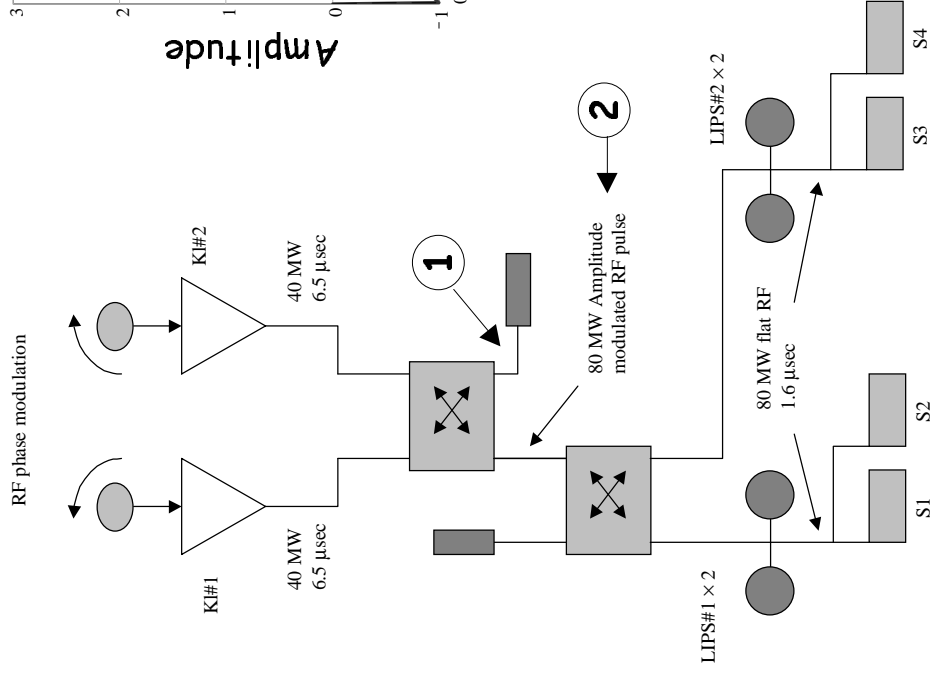 RF phase modulation
Kl#1
Kl#2
40 MW
6.5 μsec
40 MW
6.5 μsec
1
2
80 MW Amplitude
modulated RF pulse
LIPS#1 × 2
LIPS#2 × 2
80 MW flat RF
1.6 μsec
S1
S2
S3
S4
Amplitude
3
2
1
0
-1